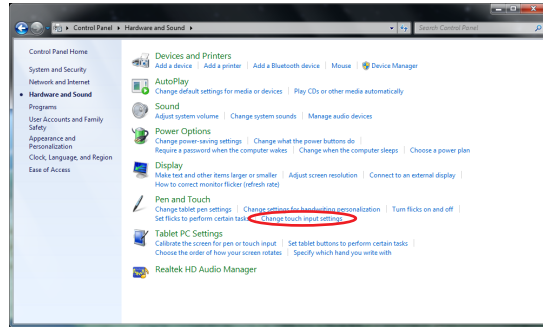 Control Panel ▸ Hardware and Sound ▸
Search Control Panel
Control Panel Home
System and Security
Network and Internet
Hardware and Sound
Programs
User Accounts and Family
Safety
Appearance and
Personalization
Clock, Language, and Region
Ease of Access
Devices and Printers
Add a device | Add a printer | Add a Bluetooth device | Mouse | Device Manager
AutoPlay
Change default settings for media or devices | Play CDs or other media automatically
Sound
Adjust system volume | Change system sounds | Manage audio devices
Power Options
Change power-saving settings | Change what the power buttons do |
Require a password when the computer wakes | Change when the computer sleeps | Choose a power plan
Display
Make text and other items larger or smaller | Adjust screen resolution | Connect to an external display |
How to correct monitor flicker (refresh rate)
Pen and Touch
Change tablet pen settings | Change settings for handwriting personalization | Turn flicks on and off |
Set flicks to perform certain tasks | Change touch input settings
Tablet PC Settings
Calibrate the screen for pen or touch input | Set tablet buttons to perform certain tasks |
Choose the order of how your screen rotates | Specify which hand you write with
Realtek HD Audio Manager